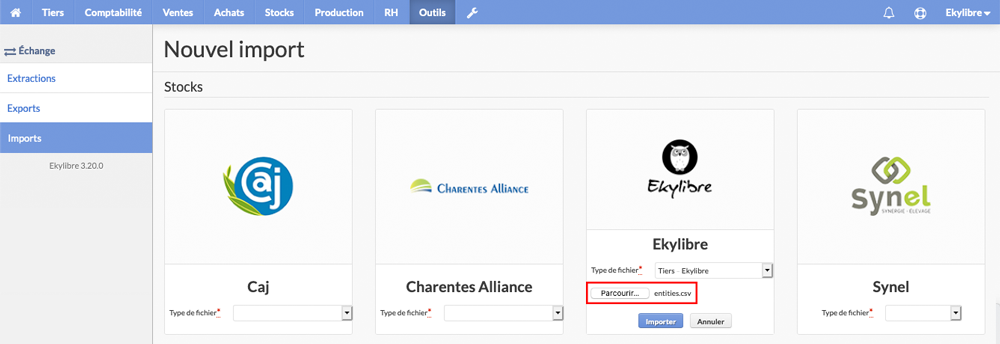 Tiers Comptabilité Ventes Achats Stocks Production RH Outils Ekylibre
Échange
Extractions
Exports
Imports
Ekylibre 3.20.0
Nouvel import
Stocks
Caj
CHARENTES ALLIANCE
EkyLibre
Synel
SYNERGIE - ÉLEVAGE
Caj
Type de fichier*
Charentes Alliance
Type de fichier*
Ekylibre
Type de fichier* Tiers - Ekylibre
Parcourir... entities.csv
Importer Annuler
Synel
Type de fichier*